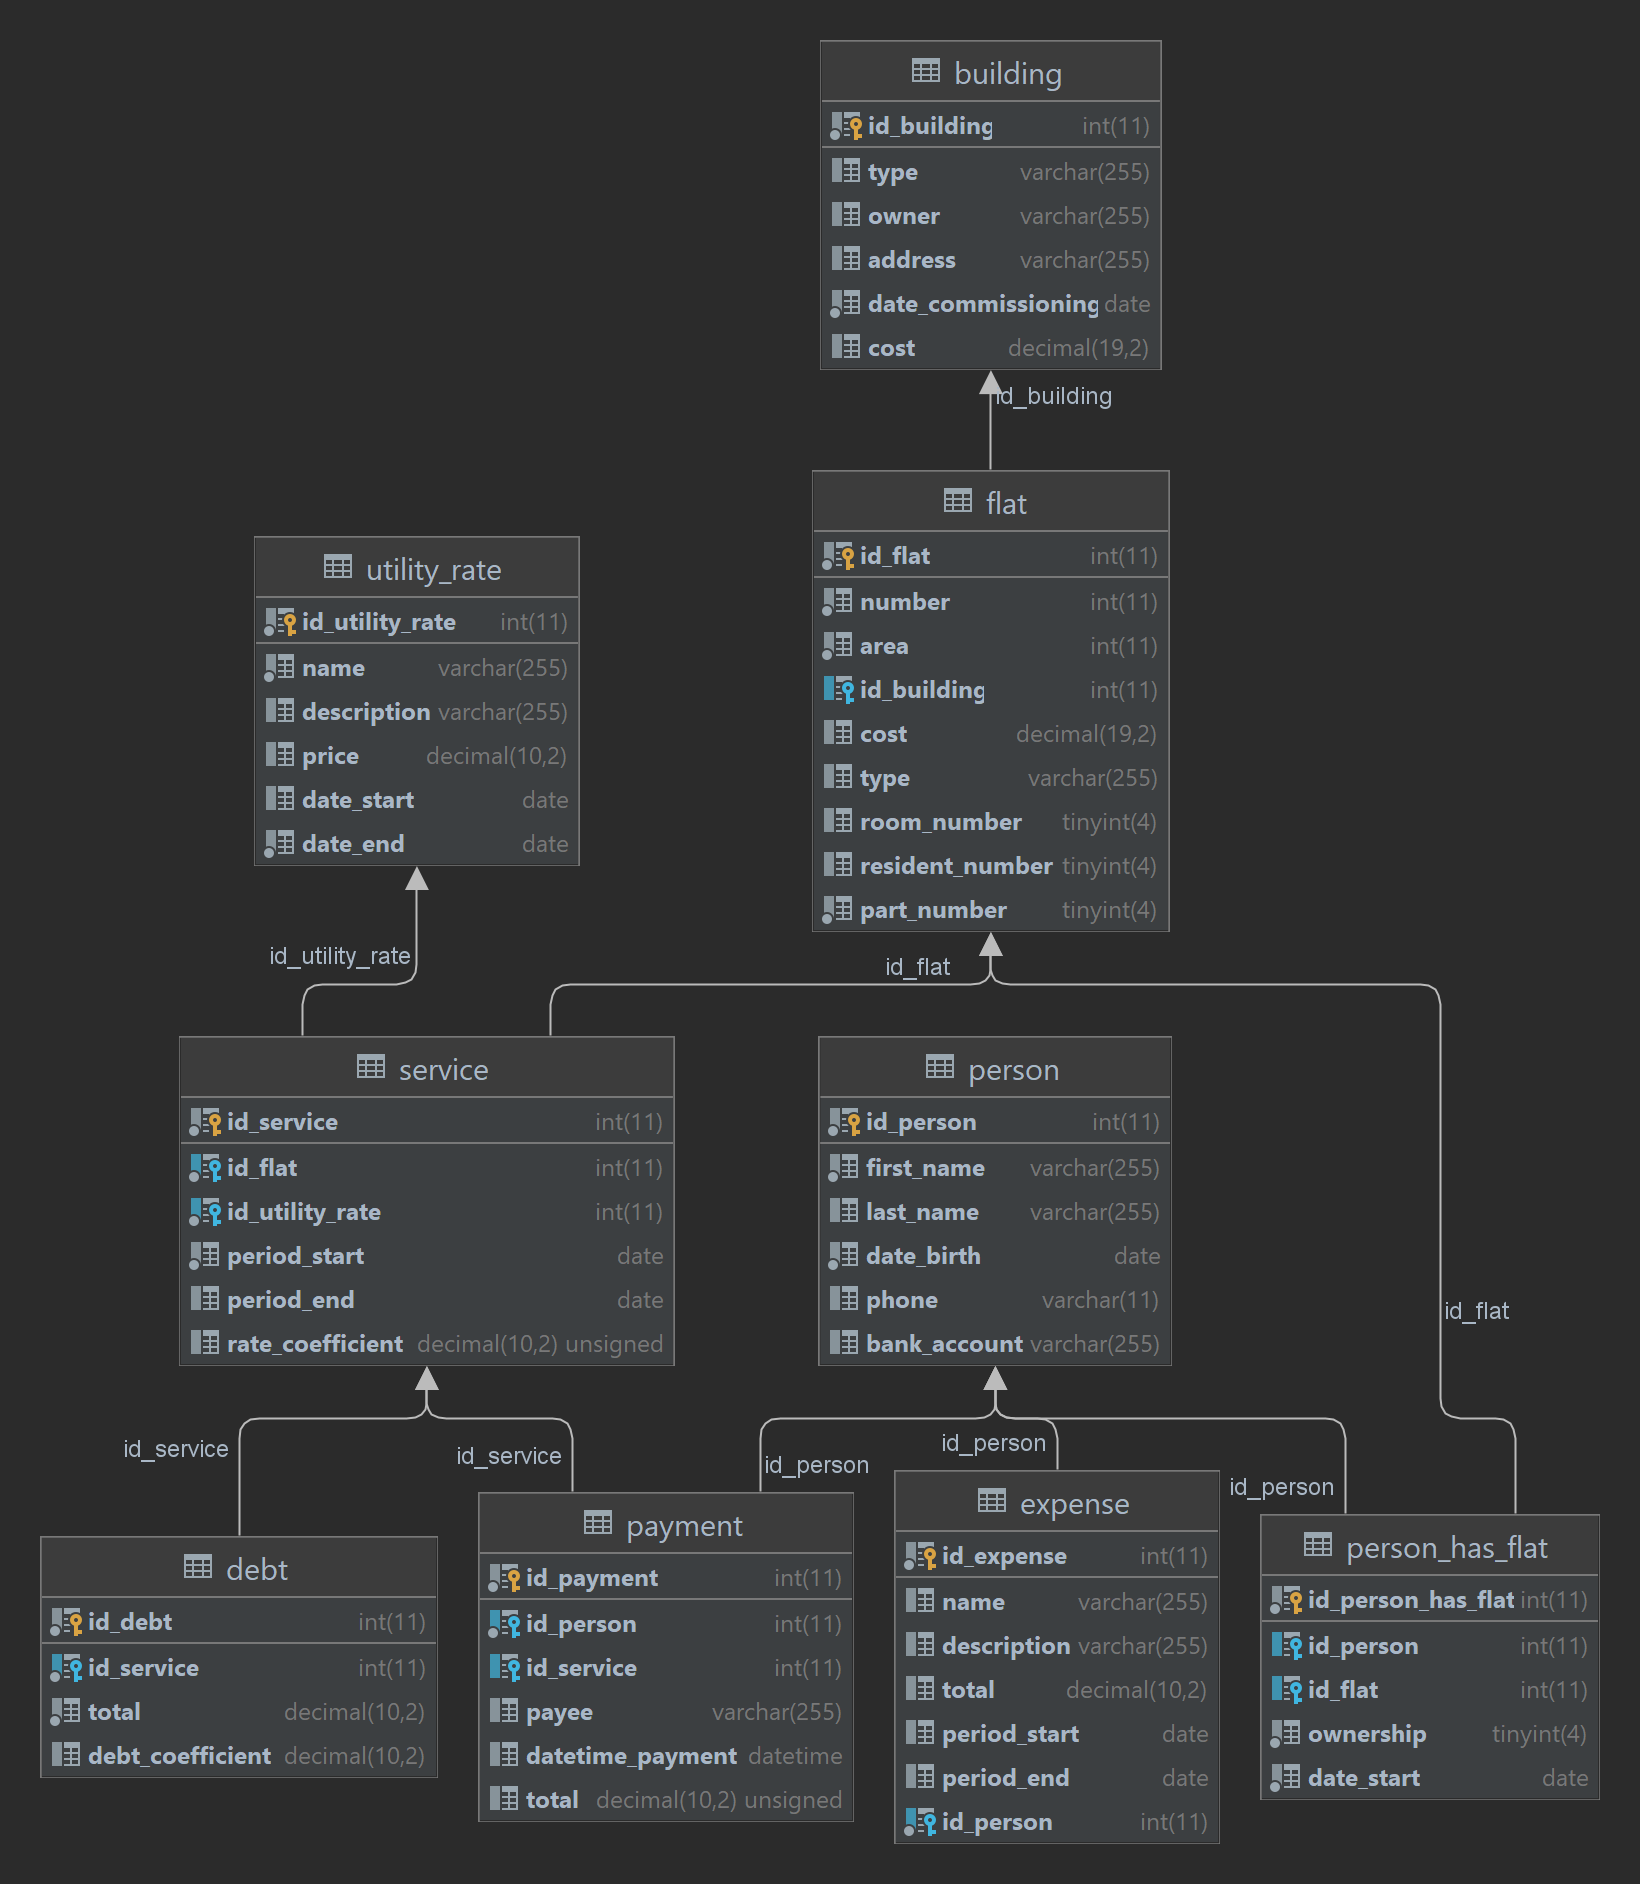 building
id_building int(11)
type varchar(255)
owner varchar(255)
address varchar(255)
date_commissioning date
cost decimal(19,2)
id_building
flat
id_flat int(11)
number int(11)
area int(11)
id_building int(11)
cost decimal(19,2)
type varchar(255)
room_number tinyint(4)
resident_number tinyint(4)
part_number tinyint(4)
utility_rate
id_utility_rate int(11)
name varchar(255)
description varchar(255)
price decimal(10,2)
date_start date
date_end date
id_utility_rate
id_flat
service
id_service int(11)
id_flat int(11)
id_utility_rate int(11)
period_start date
period_end date
rate_coefficient decimal(10,2) unsigned
person
id_person int(11)
first_name varchar(255)
last_name varchar(255)
date_birth date
phone varchar(11)
bank_account varchar(255)
id_flat
id_service
id_service
id_person
id_person
id_person
debt
id_debt int(11)
id_service int(11)
total decimal(10,2)
debt_coefficient decimal(10,2)
payment
id_payment int(11)
id_person int(11)
id_service int(11)
payee varchar(255)
datetime_payment datetime
total decimal(10,2) unsigned
expense
id_expense int(11)
name varchar(255)
description varchar(255)
total decimal(10,2)
period_start date
period_end date
id_person int(11)
person_has_flat
id_person_has_flat int(11)
id_person int(11)
id_flat int(11)
ownership tinyint(4)
date_start date